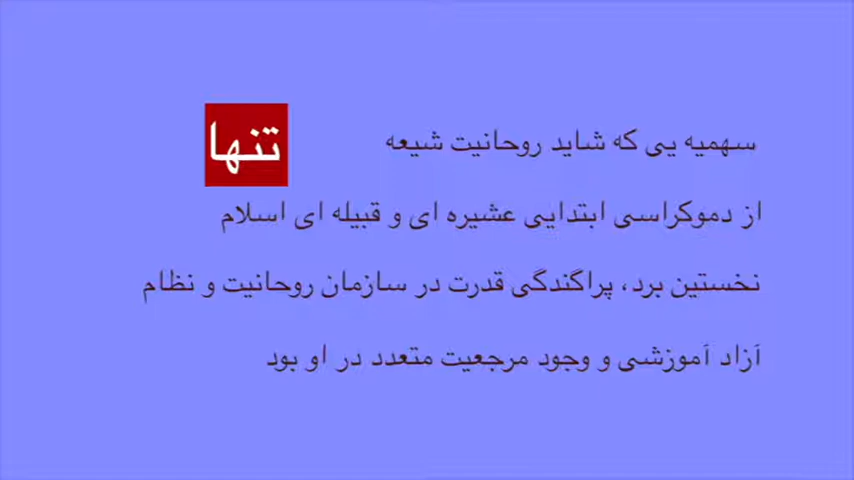 تنها
سهمیه یی که شاید روحانیت شیعه
از دموکراسی ابتدایی عشیره ای و قبیله ای اسلام
نخستین برد، پراگندگی قدرت در سازمان روحانیت و نظام
آزاد آموزشی و وجود مرجعیت متعدد در او بود